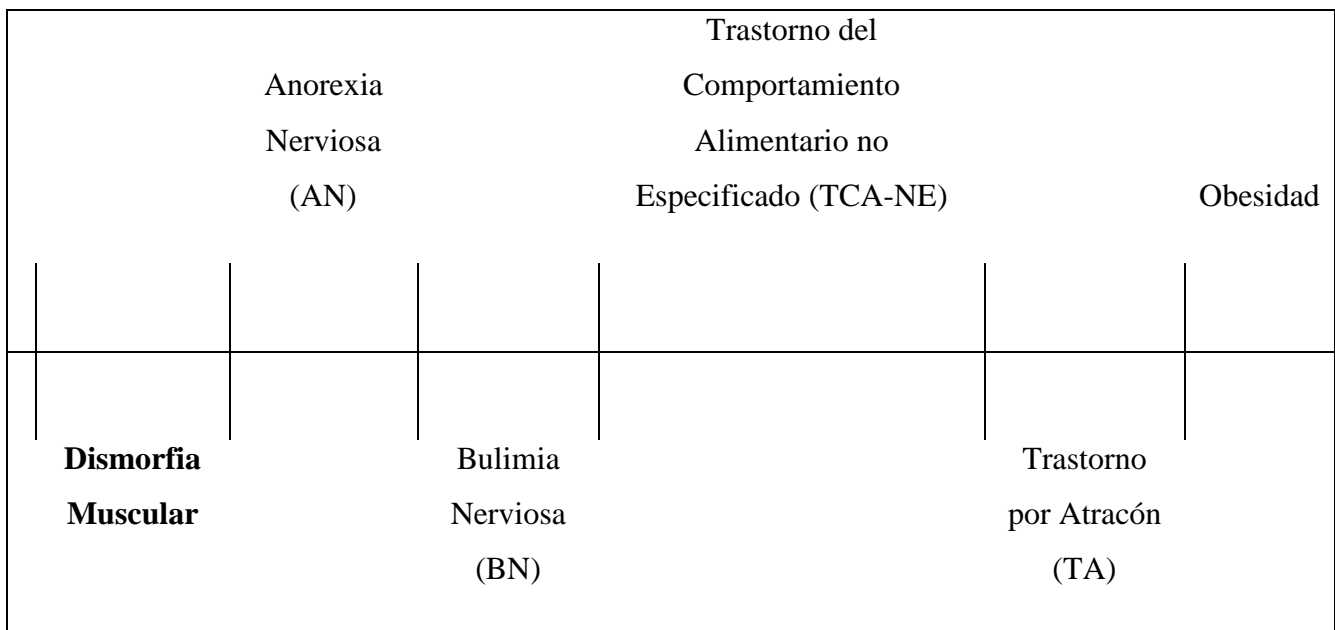 Anorexia
Nerviosa
(AN)
Trastorno del
Comportamiento
Alimentario no
Especificado (TCA-NE)
Obesidad
Dismorfia
Muscular
Bulimia
Nerviosa
(BN)
Trastorno
por Atracón
(TA)